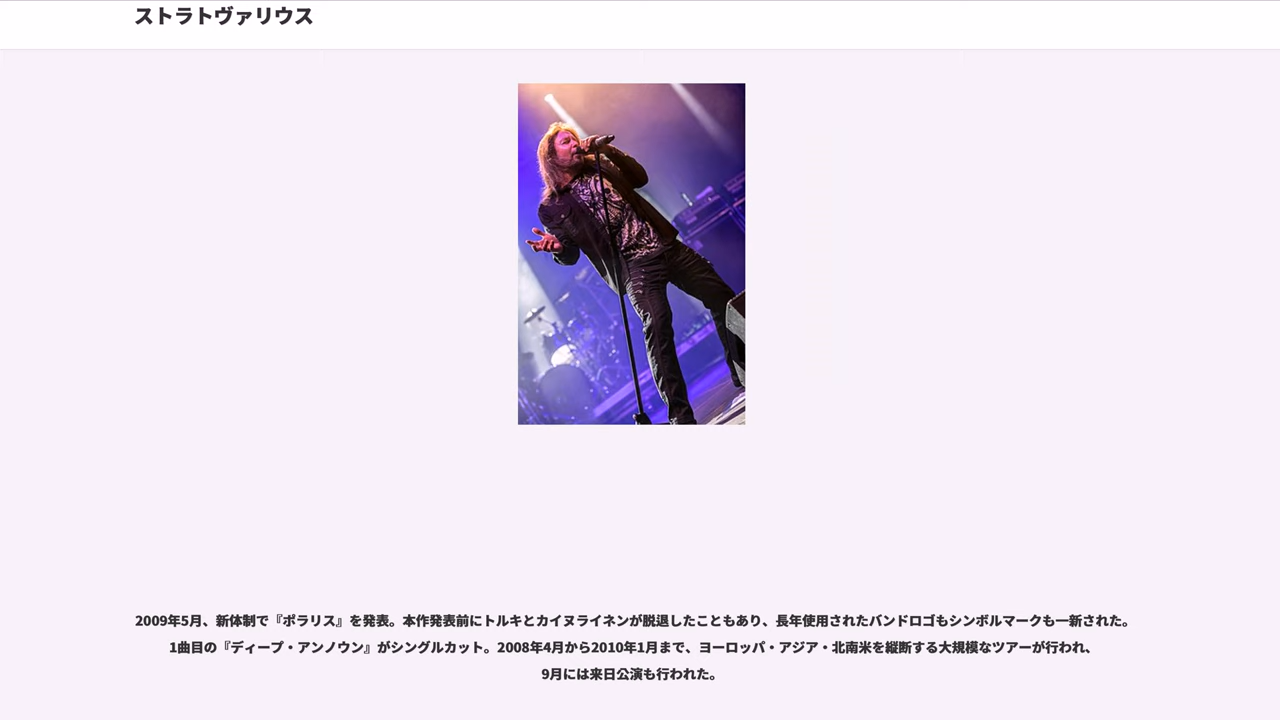 ストラトヴァリウス
2009年5月、新体制で『ポラリス』を発表。本作発表前にトルキとカイヌライネンが脱退したこともあり、長年使用されたバンドロゴもシンボルマークも一新された。
1曲目の『ディープ・アンノウン』がシングルカット。2008年4月から2010年1月まで、ヨーロッパ・アジア・北南米を縦断する大規模なツアーが行われ、
9月には来日公演も行われた。